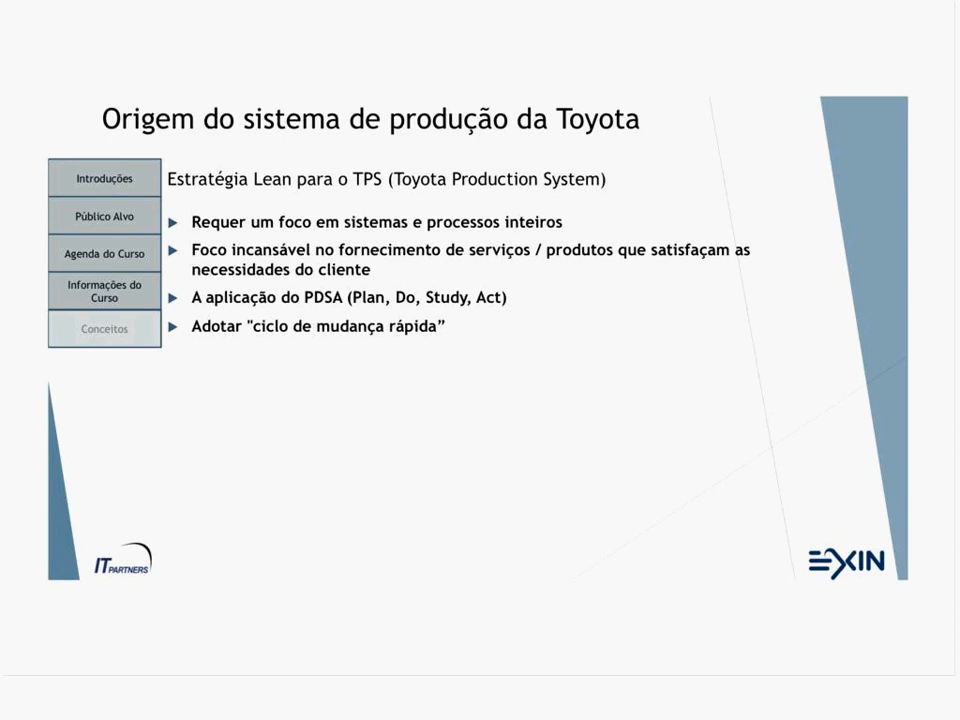 Origem do sistema de produção da Toyota
Introduções
Público Alvo
Agenda do Curso
Informações do
Curso
Conceitos
Estratégia Lean para o TPS (Toyota Production System)
Requer um foco em sistemas e processos inteiros
Foco incansável no fornecimento de serviços / produtos que satisfaçam as
necessidades do cliente
A aplicação do PDSA (Plan, Do, Study, Act)
Adotar "ciclo de mudança rápida”
IT PARTNERS
EXIN